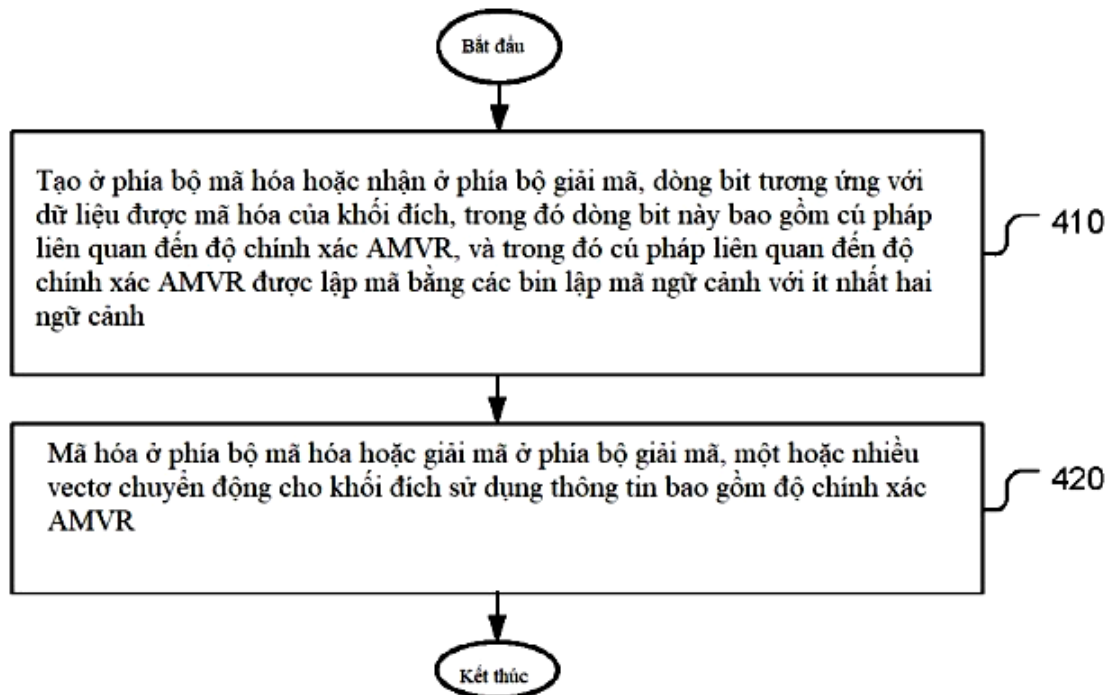 Bắt đầu
Tạo ở phía bộ mã hóa hoặc nhận ở phía bộ giải mã, dòng bit tương ứng với
dữ liệu được mã hóa của khối đích, trong đó dòng bit này bao gồm cú pháp
liên quan đến độ chính xác AMVR, và trong đó cú pháp liên quan đến độ
chính xác AMVR được lập mã bằng các bin lập mã ngữ cảnh với ít nhất hai
ngữ cảnh
410
Mã hóa ở phía bộ mã hóa hoặc giải mã ở phía bộ giải mã, một hoặc nhiều
vectơ chuyển động cho khối đích sử dụng thông tin bao gồm độ chính xác
AMVR
420
Kết thúc